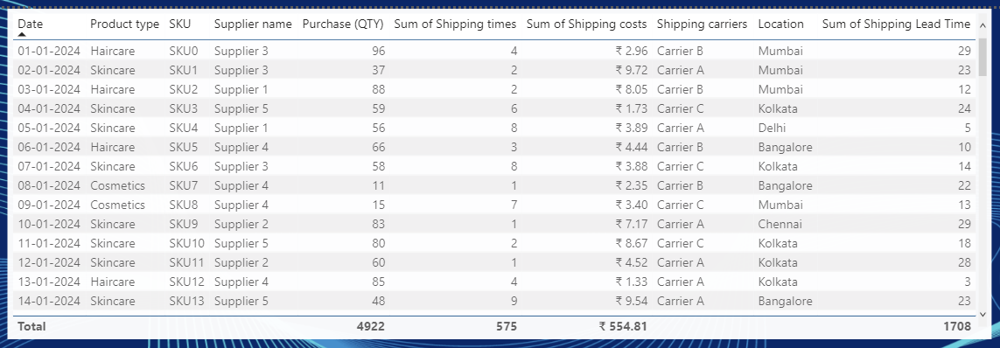 Date Product type SKU Supplier name Purchase (QTY) Sum of Shipping times Sum of Shipping costs Shipping carriers Location Sum of Shipping Lead Time
01-01-2024 Haircare SKU0 Supplier 3 96 4 ₹ 2.96 Carrier B Mumbai 29
02-01-2024 Skincare SKU1 Supplier 3 37 2 ₹ 9.72 Carrier A Mumbai 23
03-01-2024 Haircare SKU2 Supplier 1 88 2 ₹ 8.05 Carrier B Mumbai 12
04-01-2024 Skincare SKU3 Supplier 5 59 6 ₹ 1.73 Carrier C Kolkata 24
05-01-2024 Skincare SKU4 Supplier 1 56 8 ₹ 3.89 Carrier A Delhi 5
06-01-2024 Haircare SKU5 Supplier 4 66 3 ₹ 4.44 Carrier B Bangalore 10
07-01-2024 Skincare SKU6 Supplier 3 58 8 ₹ 3.88 Carrier C Kolkata 14
08-01-2024 Cosmetics SKU7 Supplier 4 11 1 ₹ 2.35 Carrier B Bangalore 22
09-01-2024 Cosmetics SKU8 Supplier 4 15 7 ₹ 3.40 Carrier C Mumbai 13
10-01-2024 Skincare SKU9 Supplier 2 83 1 ₹ 7.17 Carrier A Chennai 29
11-01-2024 Skincare SKU10 Supplier 5 80 2 ₹ 8.67 Carrier C Kolkata 18
12-01-2024 Skincare SKU11 Supplier 2 60 1 ₹ 4.52 Carrier A Kolkata 28
13-01-2024 Haircare SKU12 Supplier 4 85 4 ₹ 1.33 Carrier A Kolkata 3
14-01-2024 Skincare SKU13 Supplier 5 48 9 ₹ 9.54 Carrier A Bangalore 23
Total 4922 575 ₹ 554.81 1708